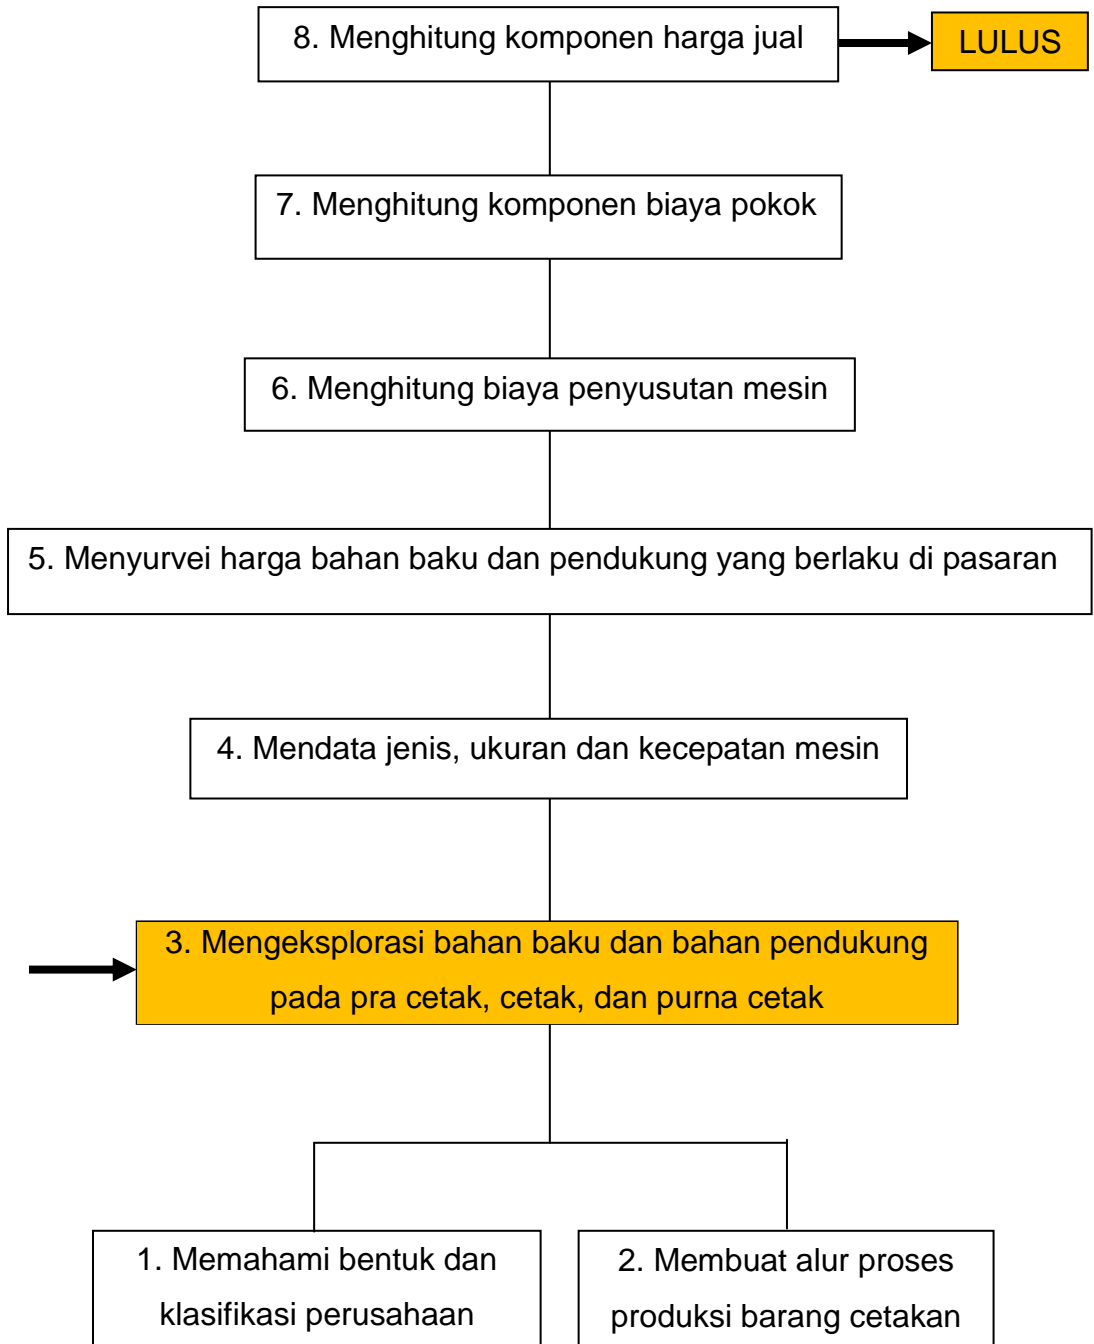 8. Menghitung komponen harga jual
LULUS
7. Menghitung komponen biaya pokok
6. Menghitung biaya penyusutan mesin
5. Menyurvei harga bahan baku dan pendukung yang berlaku di pasaran
4. Mendata jenis, ukuran dan kecepatan mesin
3. Mengeksplorasi bahan baku dan bahan pendukung
pada pra cetak, cetak, dan purna cetak
1. Memahami bentuk dan
klasifikasi perusahaan
2. Membuat alur proses
produksi barang cetakan